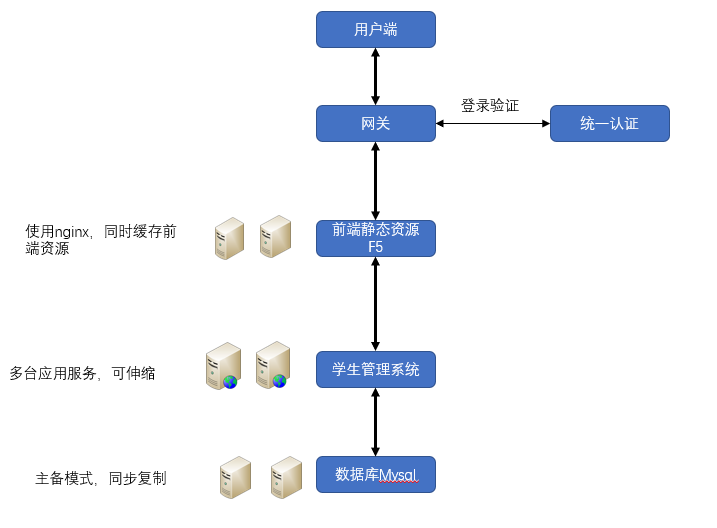 用户端
登录验证
网关
统一认证
使用nginx，同时缓存前
端资源
前端静态资源
F5
多台应用服务，可伸缩
学生管理系统
主备模式，同步复制
数据库Mysql